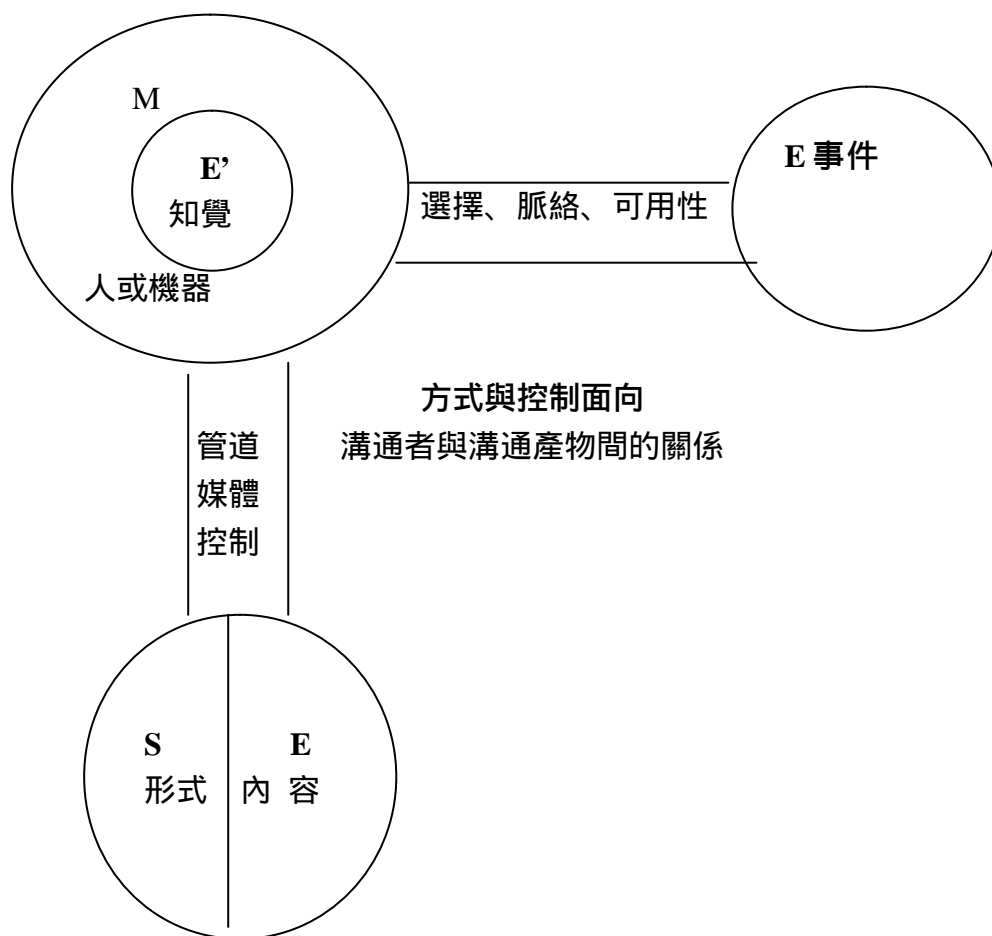 M
E’
知覺
人或機器
選擇、脈絡、可用性
E 事件
方式與控制面向
溝通者與溝通產物間的關係
管道
媒體
控制
S E
形式 內 容